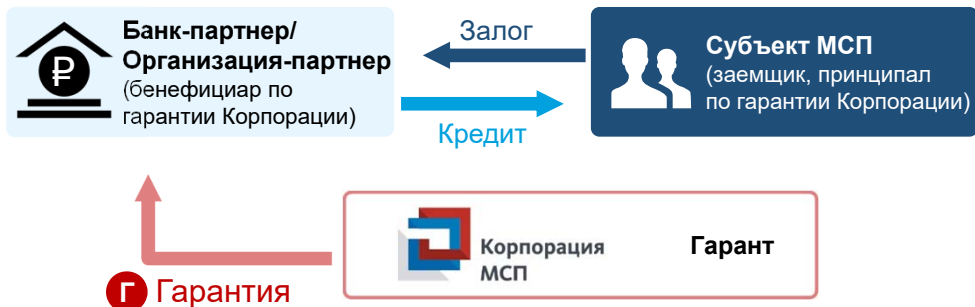 Банк-партнер/
Организация-партнер
(бенефициар по
гарантии Корпорации)
₽
Залог
Кредит
Субъект МСП
(заемщик, принципал
по гарантии Корпорации)
Корпорация
МСП
Гарант
Г Гарантия